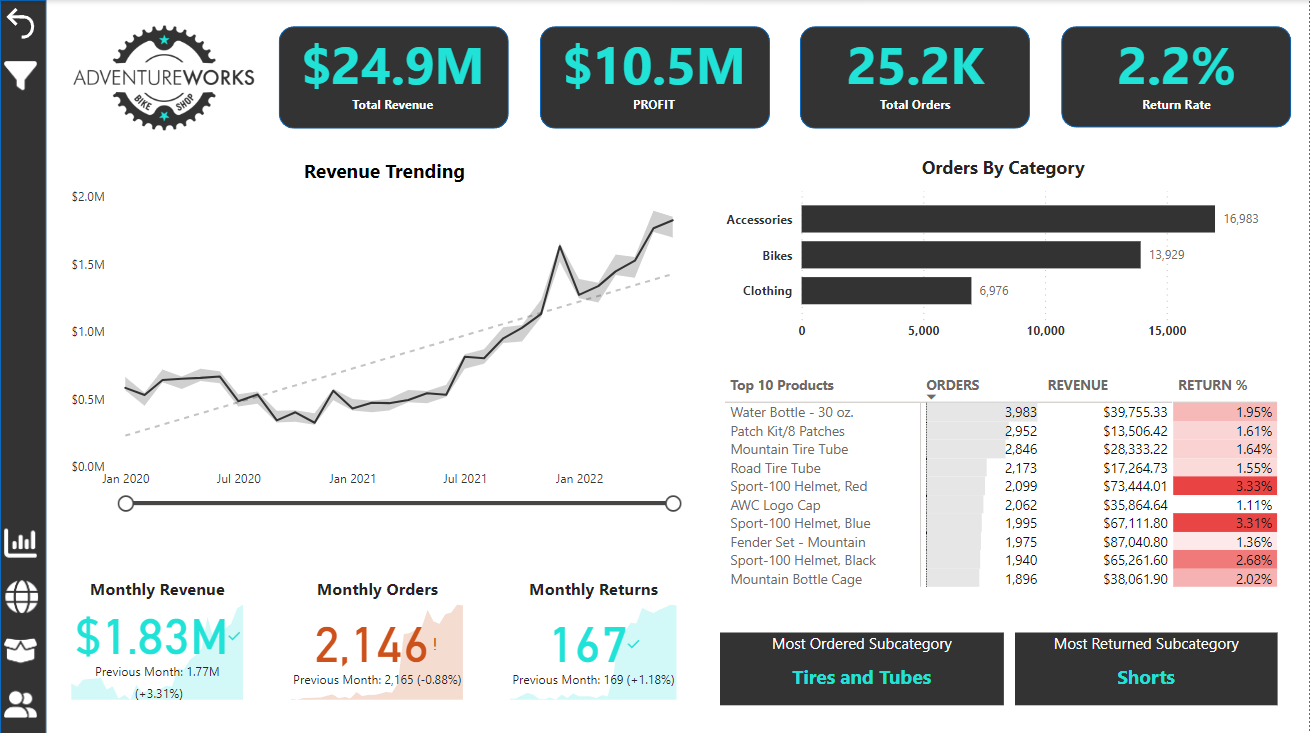 ADVENTUREWORKS
BIKE SHOP
$24.9M
Total Revenue
$10.5M
PROFIT
25.2K
Total Orders
2.2%
Return Rate
Revenue Trending
$2.0M
$1.5M
$1.0M
$0.5M
$0.0M
Jan 2020 Jul 2020 Jan 2021 Jul 2021 Jan 2022
Orders By Category
Accessories 16,983
Bikes 13,929
Clothing 6,976
0 5,000 10,000 15,000
Top 10 Products ORDERS REVENUE RETURN %
Water Bottle - 30 oz. 3,983 $39,755.33 1.95%
Patch Kit/8 Patches 2,952 $13,506.42 1.61%
Mountain Tire Tube 2,846 $28,333.22 1.64%
Road Tire Tube 2,173 $17,264.73 1.55%
Sport-100 Helmet, Red 2,099 $73,444.01 3.33%
AWC Logo Cap 2,062 $35,864.64 1.11%
Sport-100 Helmet, Blue 1,995 $67,111.80 3.31%
Fender Set - Mountain 1,975 $87,040.80 1.36%
Sport-100 Helmet, Black 1,940 $65,261.60 2.68%
Mountain Bottle Cage 1,896 $38,061.90 2.02%
Monthly Revenue
$1.83M
Previous Month: 1.77M
(+3.31%)
Monthly Orders
2,146!
Previous Month: 2,165 (-0.88%)
Monthly Returns
167
Previous Month: 169 (+1.18%)
Most Ordered Subcategory
Tires and Tubes
Most Returned Subcategory
Shorts